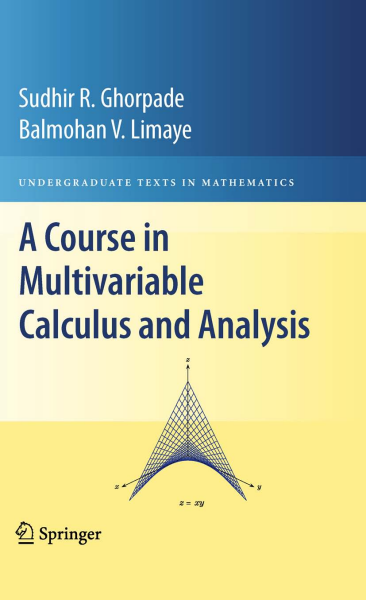 Sudhir R. Ghorpade
Balmohan V. Limaye
UNDERGRADUATE TEXTS IN MATHEMATICS
A Course in
Multivariable
Calculus and Analysis
z
x
y
z = xy
Springer